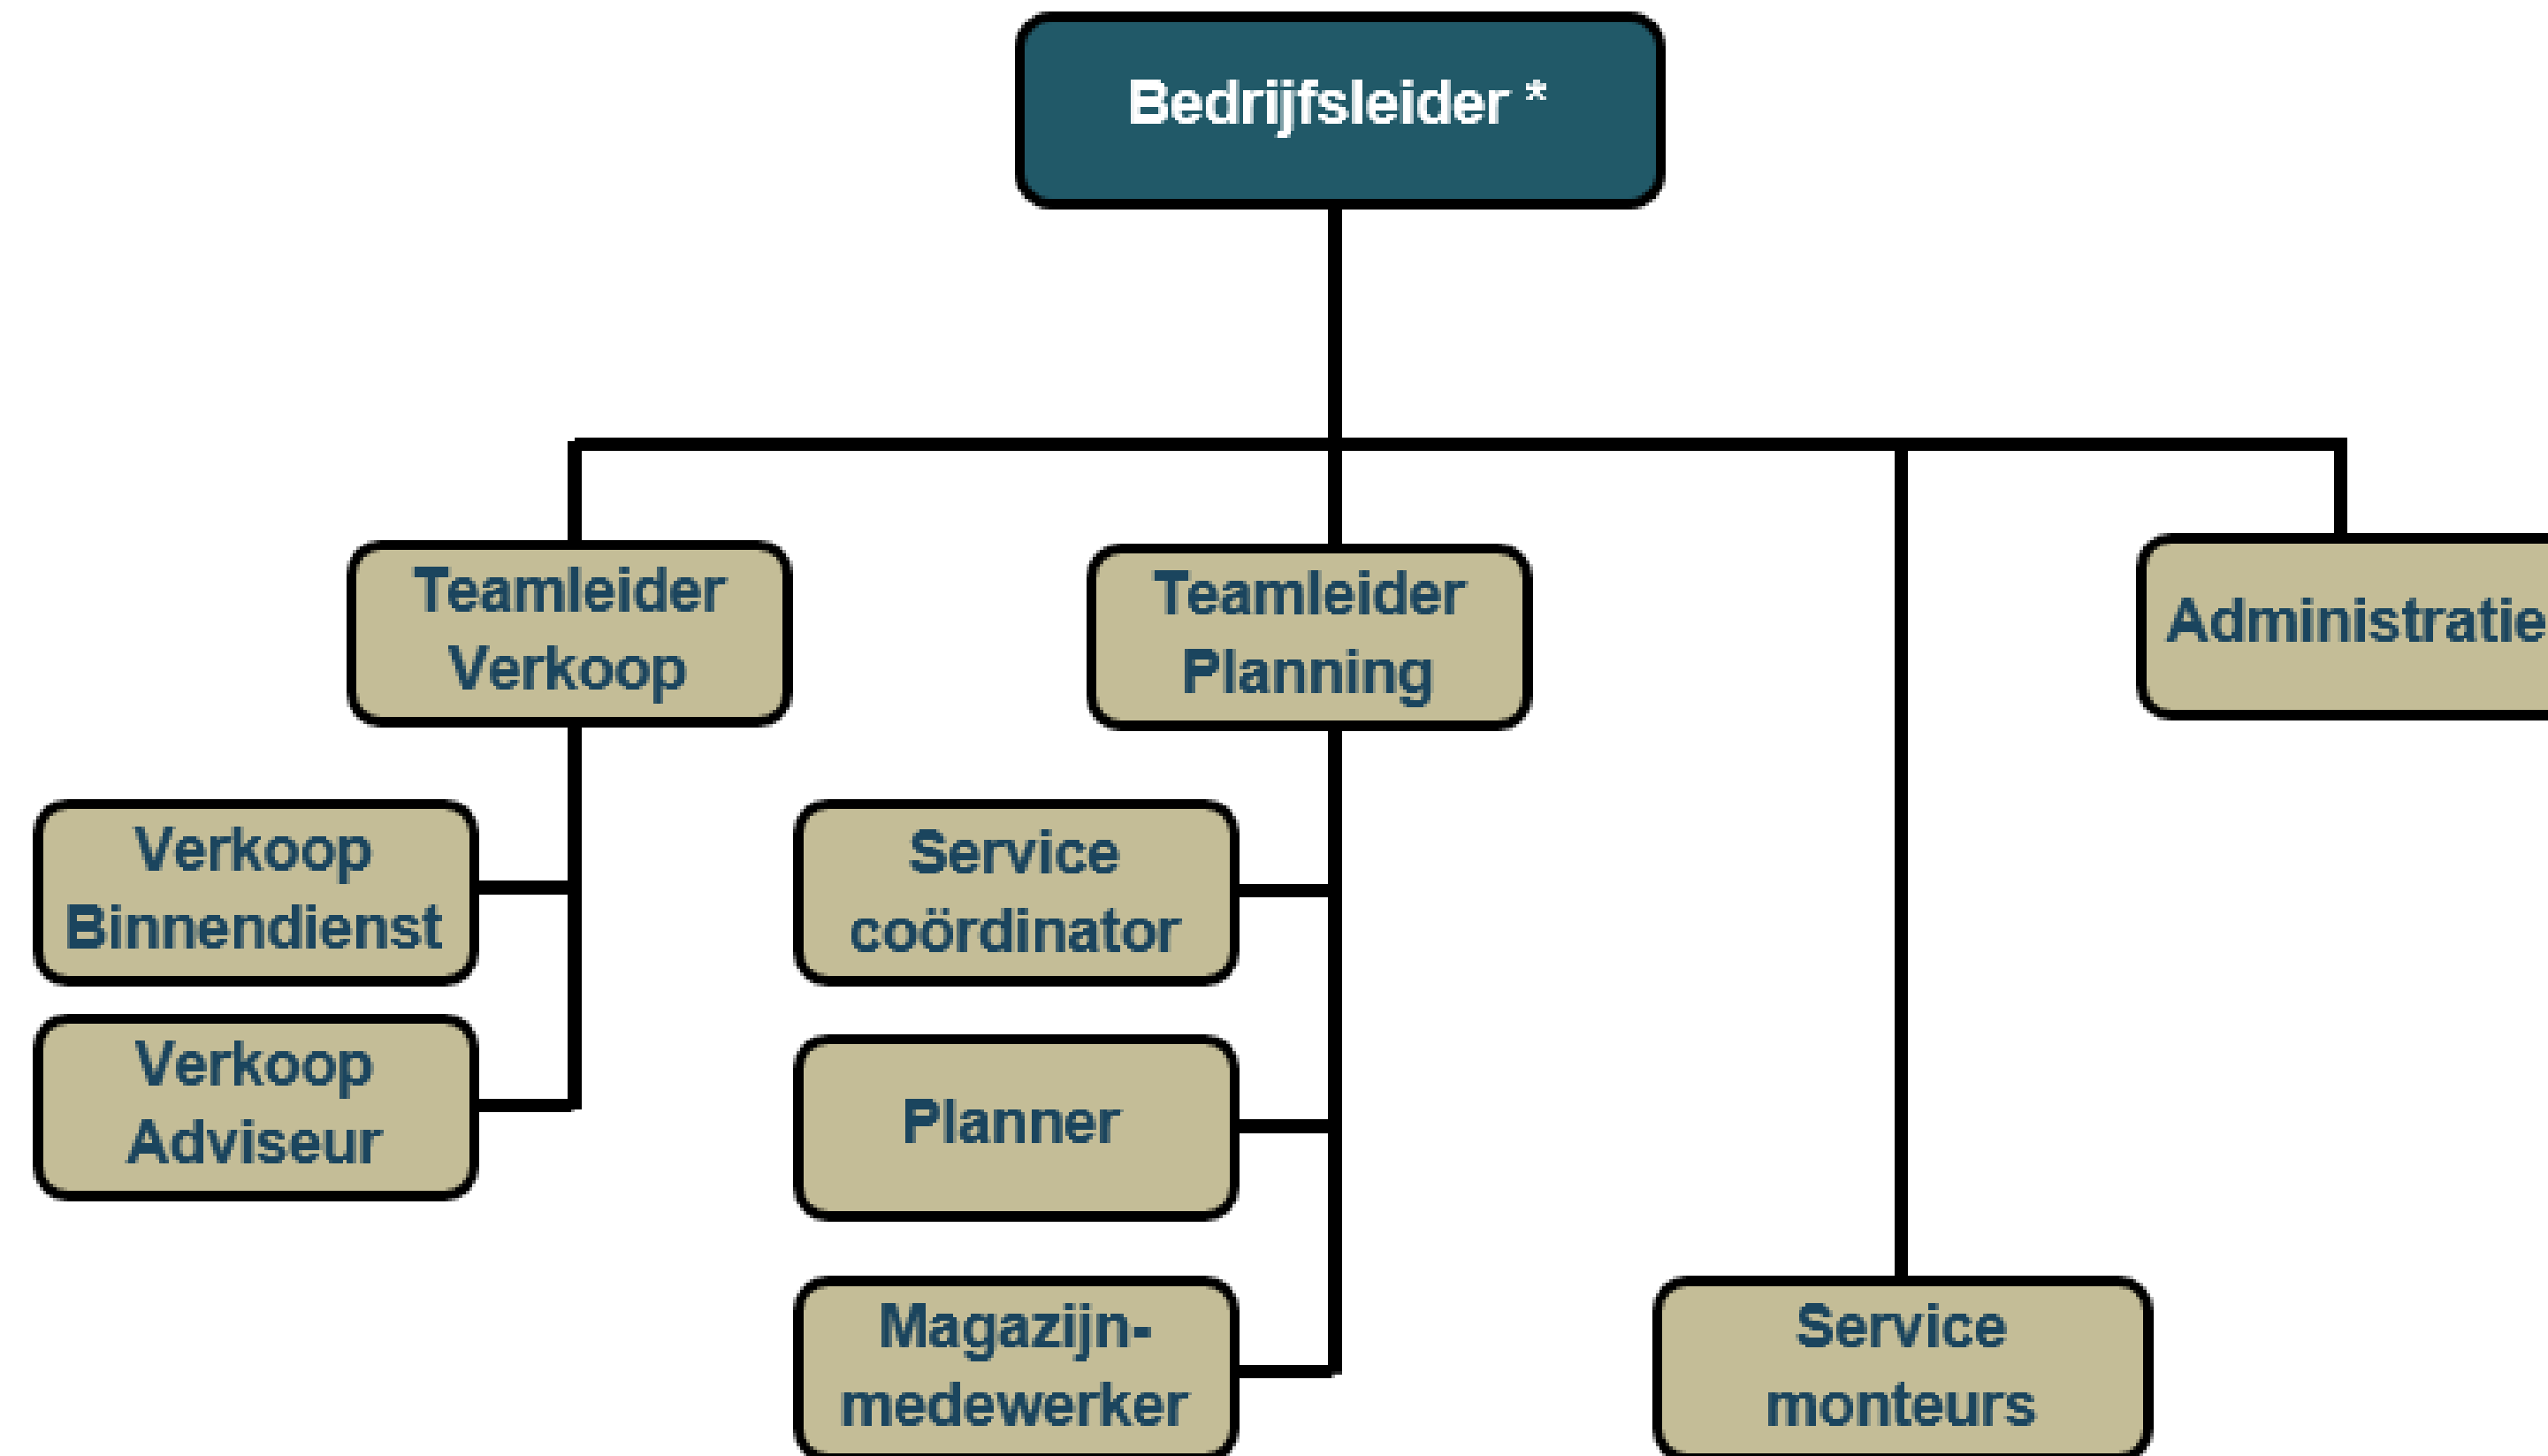 Bedrijfsleider *
Teamleider
Verkoop
Teamleider
Planning
Administratie
Verkoop
Binnendienst
Service
coördinator
Verkoop
Adviseur
Planner
Magazijn-
medewerker
Service
monteurs